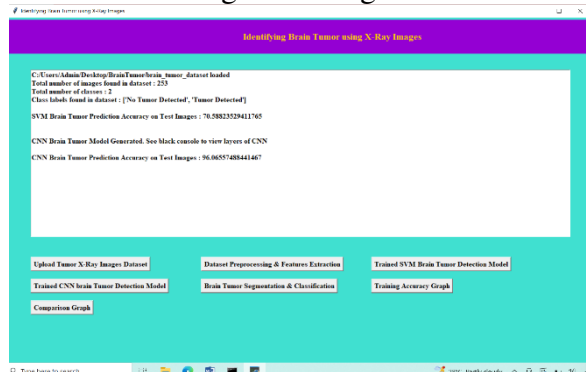 Identifying Brain Tumor using X-Ray Images
Identifying Brain Tumor using X-Ray Images
C:/Users/Admin/Desktop/BrainTumor/brain_tumor_dataset loaded
Total number of images found in dataset : 253
Total number of classes : 2
Class labels found in dataset : ['No Tumor Detected', 'Tumor Detected']
SVM Brain Tumor Prediction Accuracy on Test Images : 70.58823529411765
CNN Brain Tumor Model Generated. See black console to view layers of CNN
CNN Brain Tumor Prediction Accuracy on Test Images : 96.06557488441467
Upload Tumor X-Ray Images Dataset
Dataset Preprocessing & Features Extraction
Trained SVM Brain Tumor Detection Model
Trained CNN brain Tumor Detection Model
Brain Tumor Segmentation & Classification
Training Accuracy Graph
Comparison Graph
Type here to search